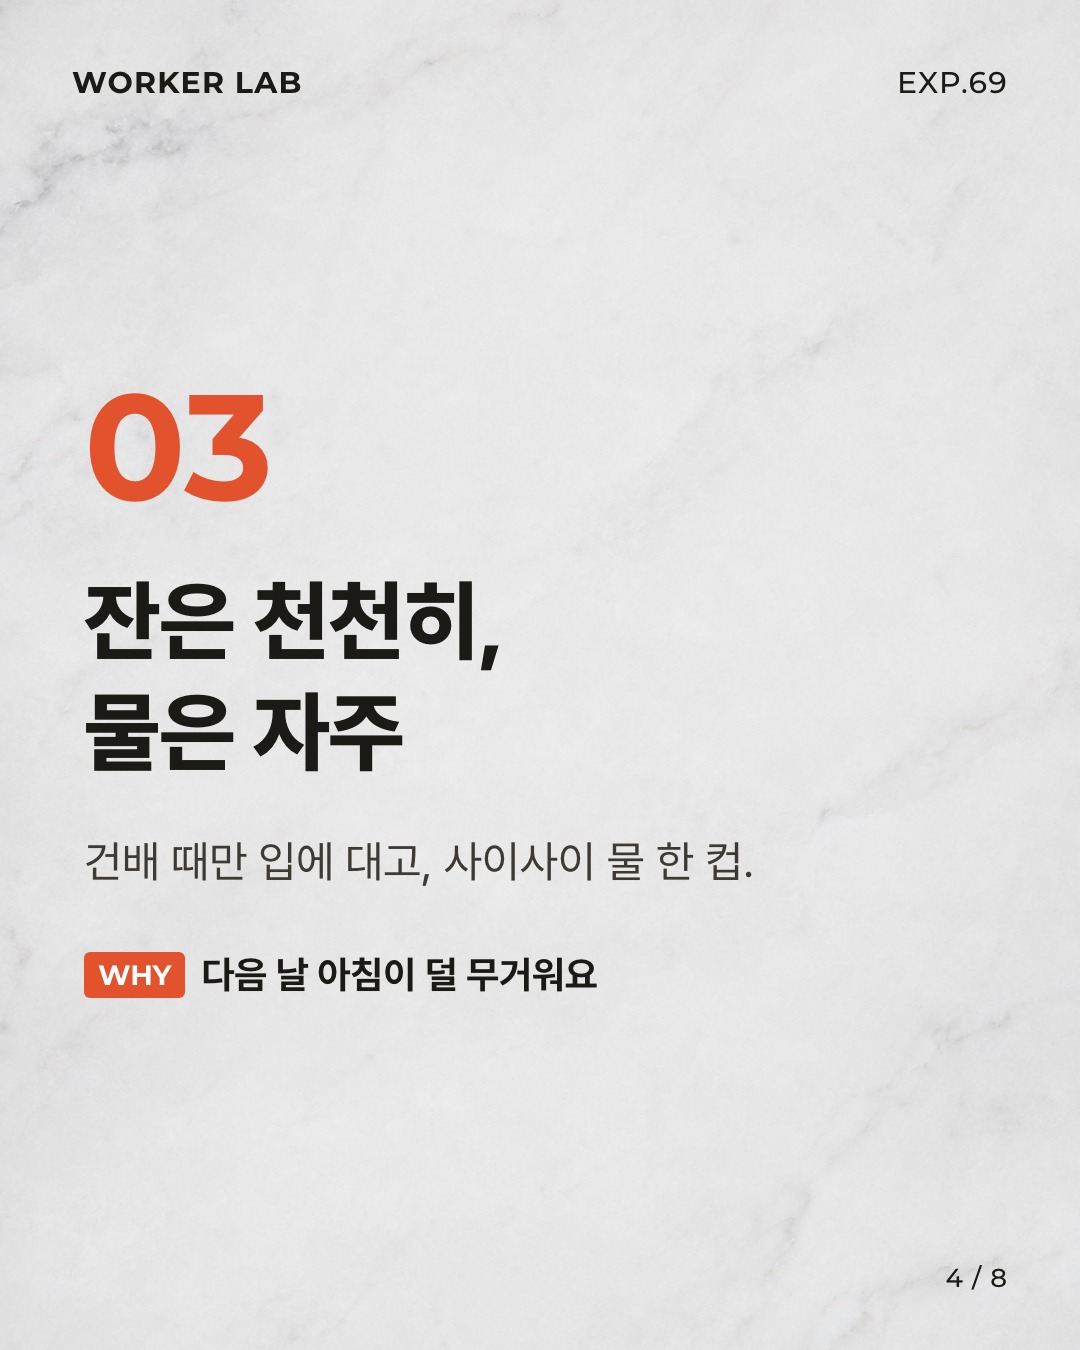 WORKER LAB
EXP.69
03
잔은 천천히,
물은 자주
건배 때만 입에 대고, 사이사이 물 한 컵.
WHY 다음 날 아침이 덜 무거워요
4 / 8